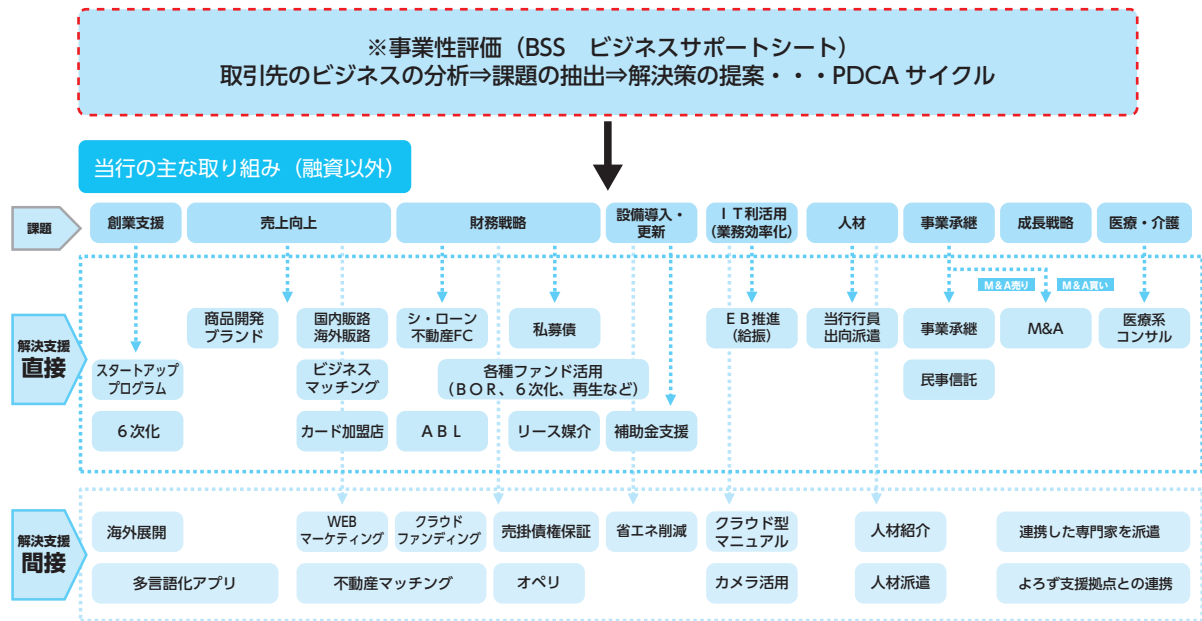 ※事業性評価（BSS　ビジネスサポートシート）
取引先のビジネスの分析⇒課題の抽出⇒解決策の提案・・・PDCA サイクル
当行の主な取り組み（融資以外）
課題
創業支援
売上向上
財務戦略
設備導入・
更新
ＩＴ利活用
（業務効率化）
人材
事業承継
成長戦略
医療・介護
M&A売り
M&A買い
解決支援
直接
商品開発
ブランド
国内販路
海外販路
シ・ローン
不動産FC
私募債
ＥＢ推進
（給振）
当行行員
出向派遣
事業承継
M&A
医療系
コンサル
スタートアップ
プログラム
ビジネス
マッチング
各種ファンド活用
（ＢＯＲ、６次化、再生など）
民事信託
６次化
カード加盟店
ＡＢＬ
リース媒介
補助金支援
解決支援
間接
海外展開
WEB
マーケティング
クラウド
ファンディング
売掛債権保証
省エネ削減
クラウド型
マニュアル
人材紹介
連携した専門家を派遣
多言語化アプリ
不動産マッチング
オペリ
カメラ活用
人材派遣
よろず支援拠点との連携